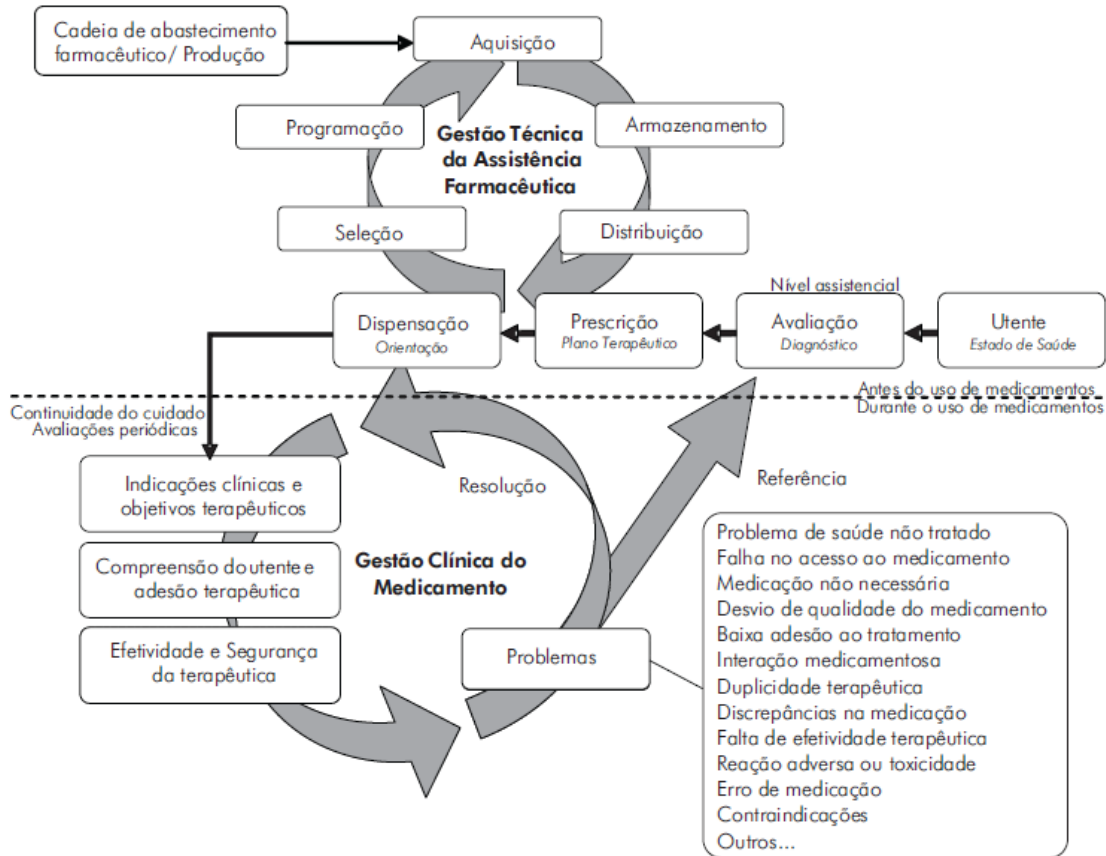 Cadeia de abastecimento
farmacêutico/ Produção
Aquisição
Programação
Armazenamento
Gestão Técnica
da Assistência
Farmacêutica
Seleção
Distribuição
Nível assistencial
Dispensação
Orientação
Prescrição
Plano Terapêutico
Avaliação
Diagnóstico
Utente
Estado de Saúde
Antes do uso de medicamentos
Durante o uso de medicamentos
Continuidade do cuidado
Avaliações periódicas
Indicações clínicas e
objetivos terapêuticos
Resolução
Referência
Compreensão do utente e
adesão terapêutica
Gestão Clínica do
Medicamento
Efetividade e Segurança
da terapêutica
Problemas
Problema de saúde não tratado
Falha no acesso ao medicamento
Medicação não necessária
Desvio de qualidade do medicamento
Baixa adesão ao tratamento
Interação medicamentosa
Duplicidade terapêutica
Discrepâncias na medicação
Falta de efetividade terapêutica
Reação adversa ou toxicidade
Erro de medicação
Contraindicações
Outros...